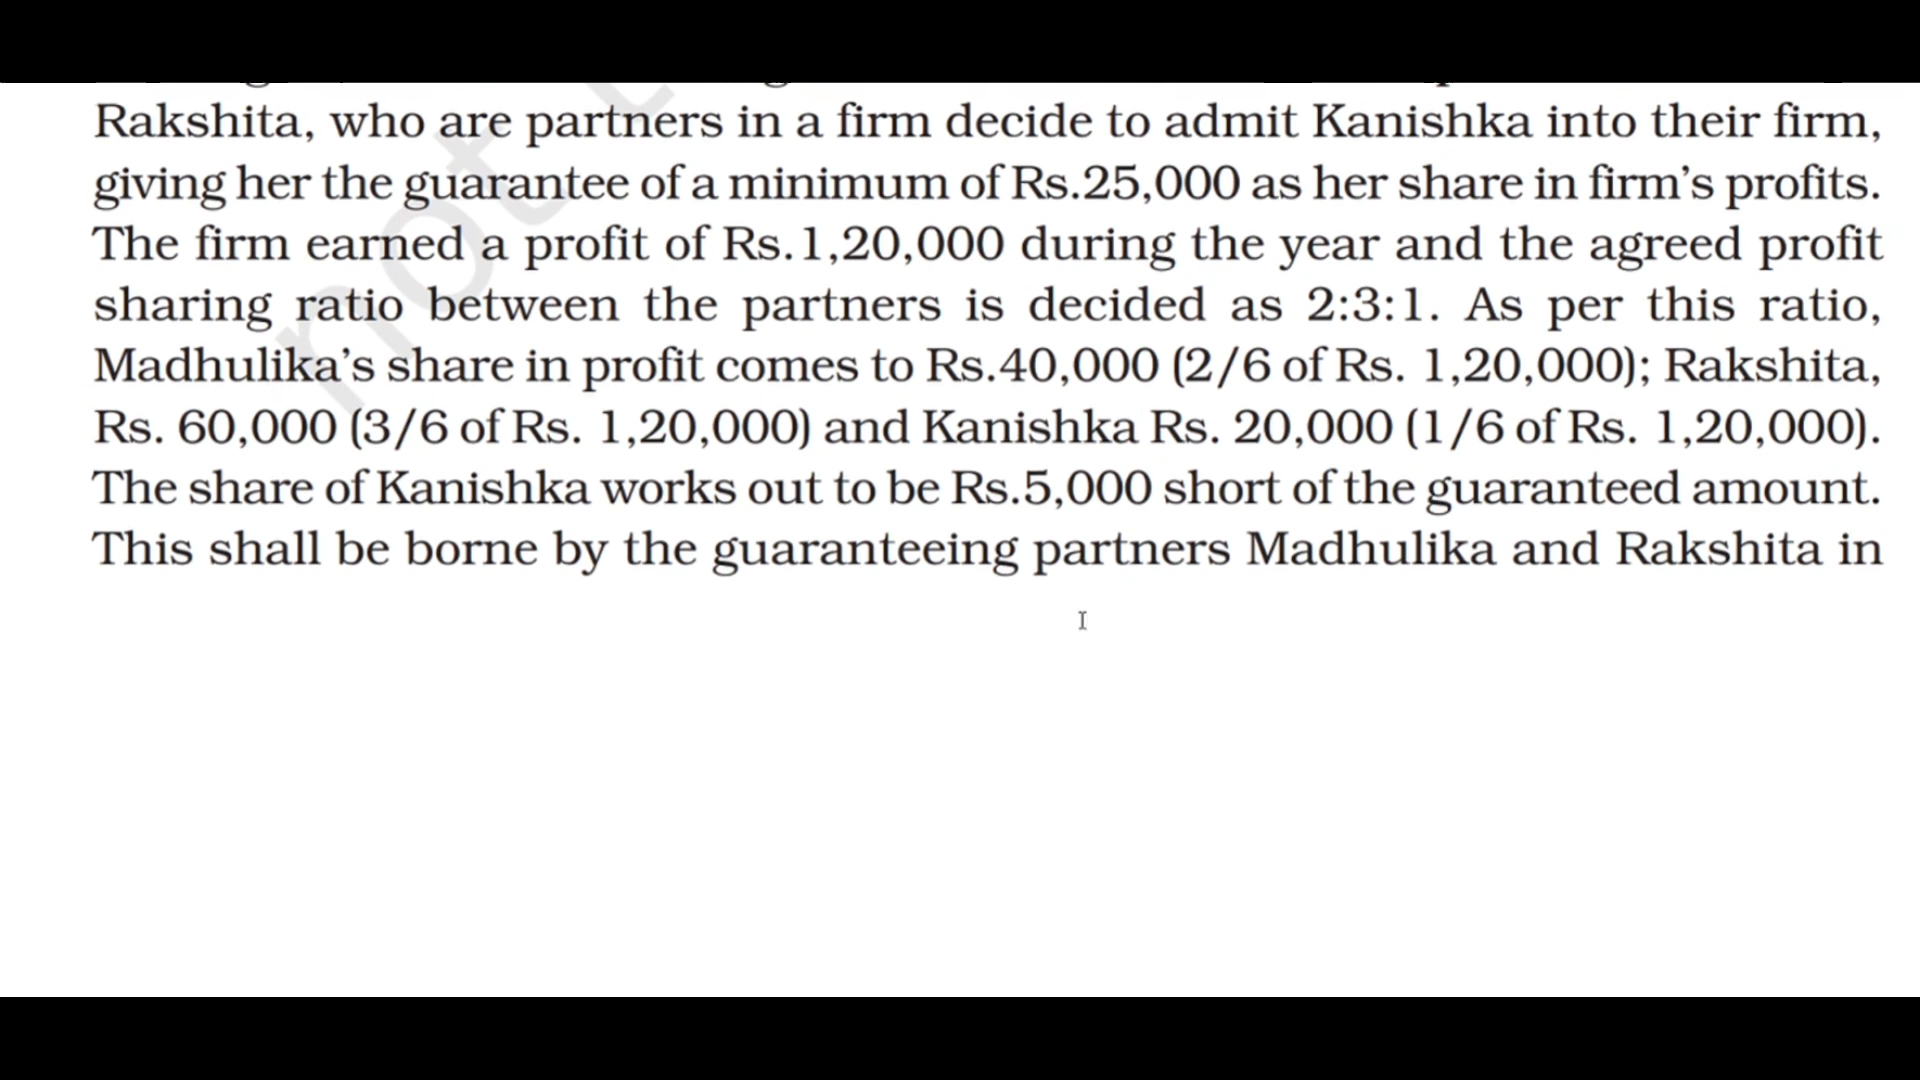 Rakshita, who are partners in a firm decide to admit Kanishka into their firm,
giving her the guarantee of a minimum of Rs.25,000 as her share in firm’s profits.
The firm earned a profit of Rs.1,20,000 during the year and the agreed profit
sharing ratio between the partners is decided as 2:3:1. As per this ratio,
Madhulika’s share in profit comes to Rs.40,000 (2/6 of Rs. 1,20,000); Rakshita,
Rs. 60,000 (3/6 of Rs. 1,20,000) and Kanishka Rs. 20,000 (1/6 of Rs. 1,20,000).
The share of Kanishka works out to be Rs.5,000 short of the guaranteed amount.
This shall be borne by the guaranteeing partners Madhulika and Rakshita in
not t